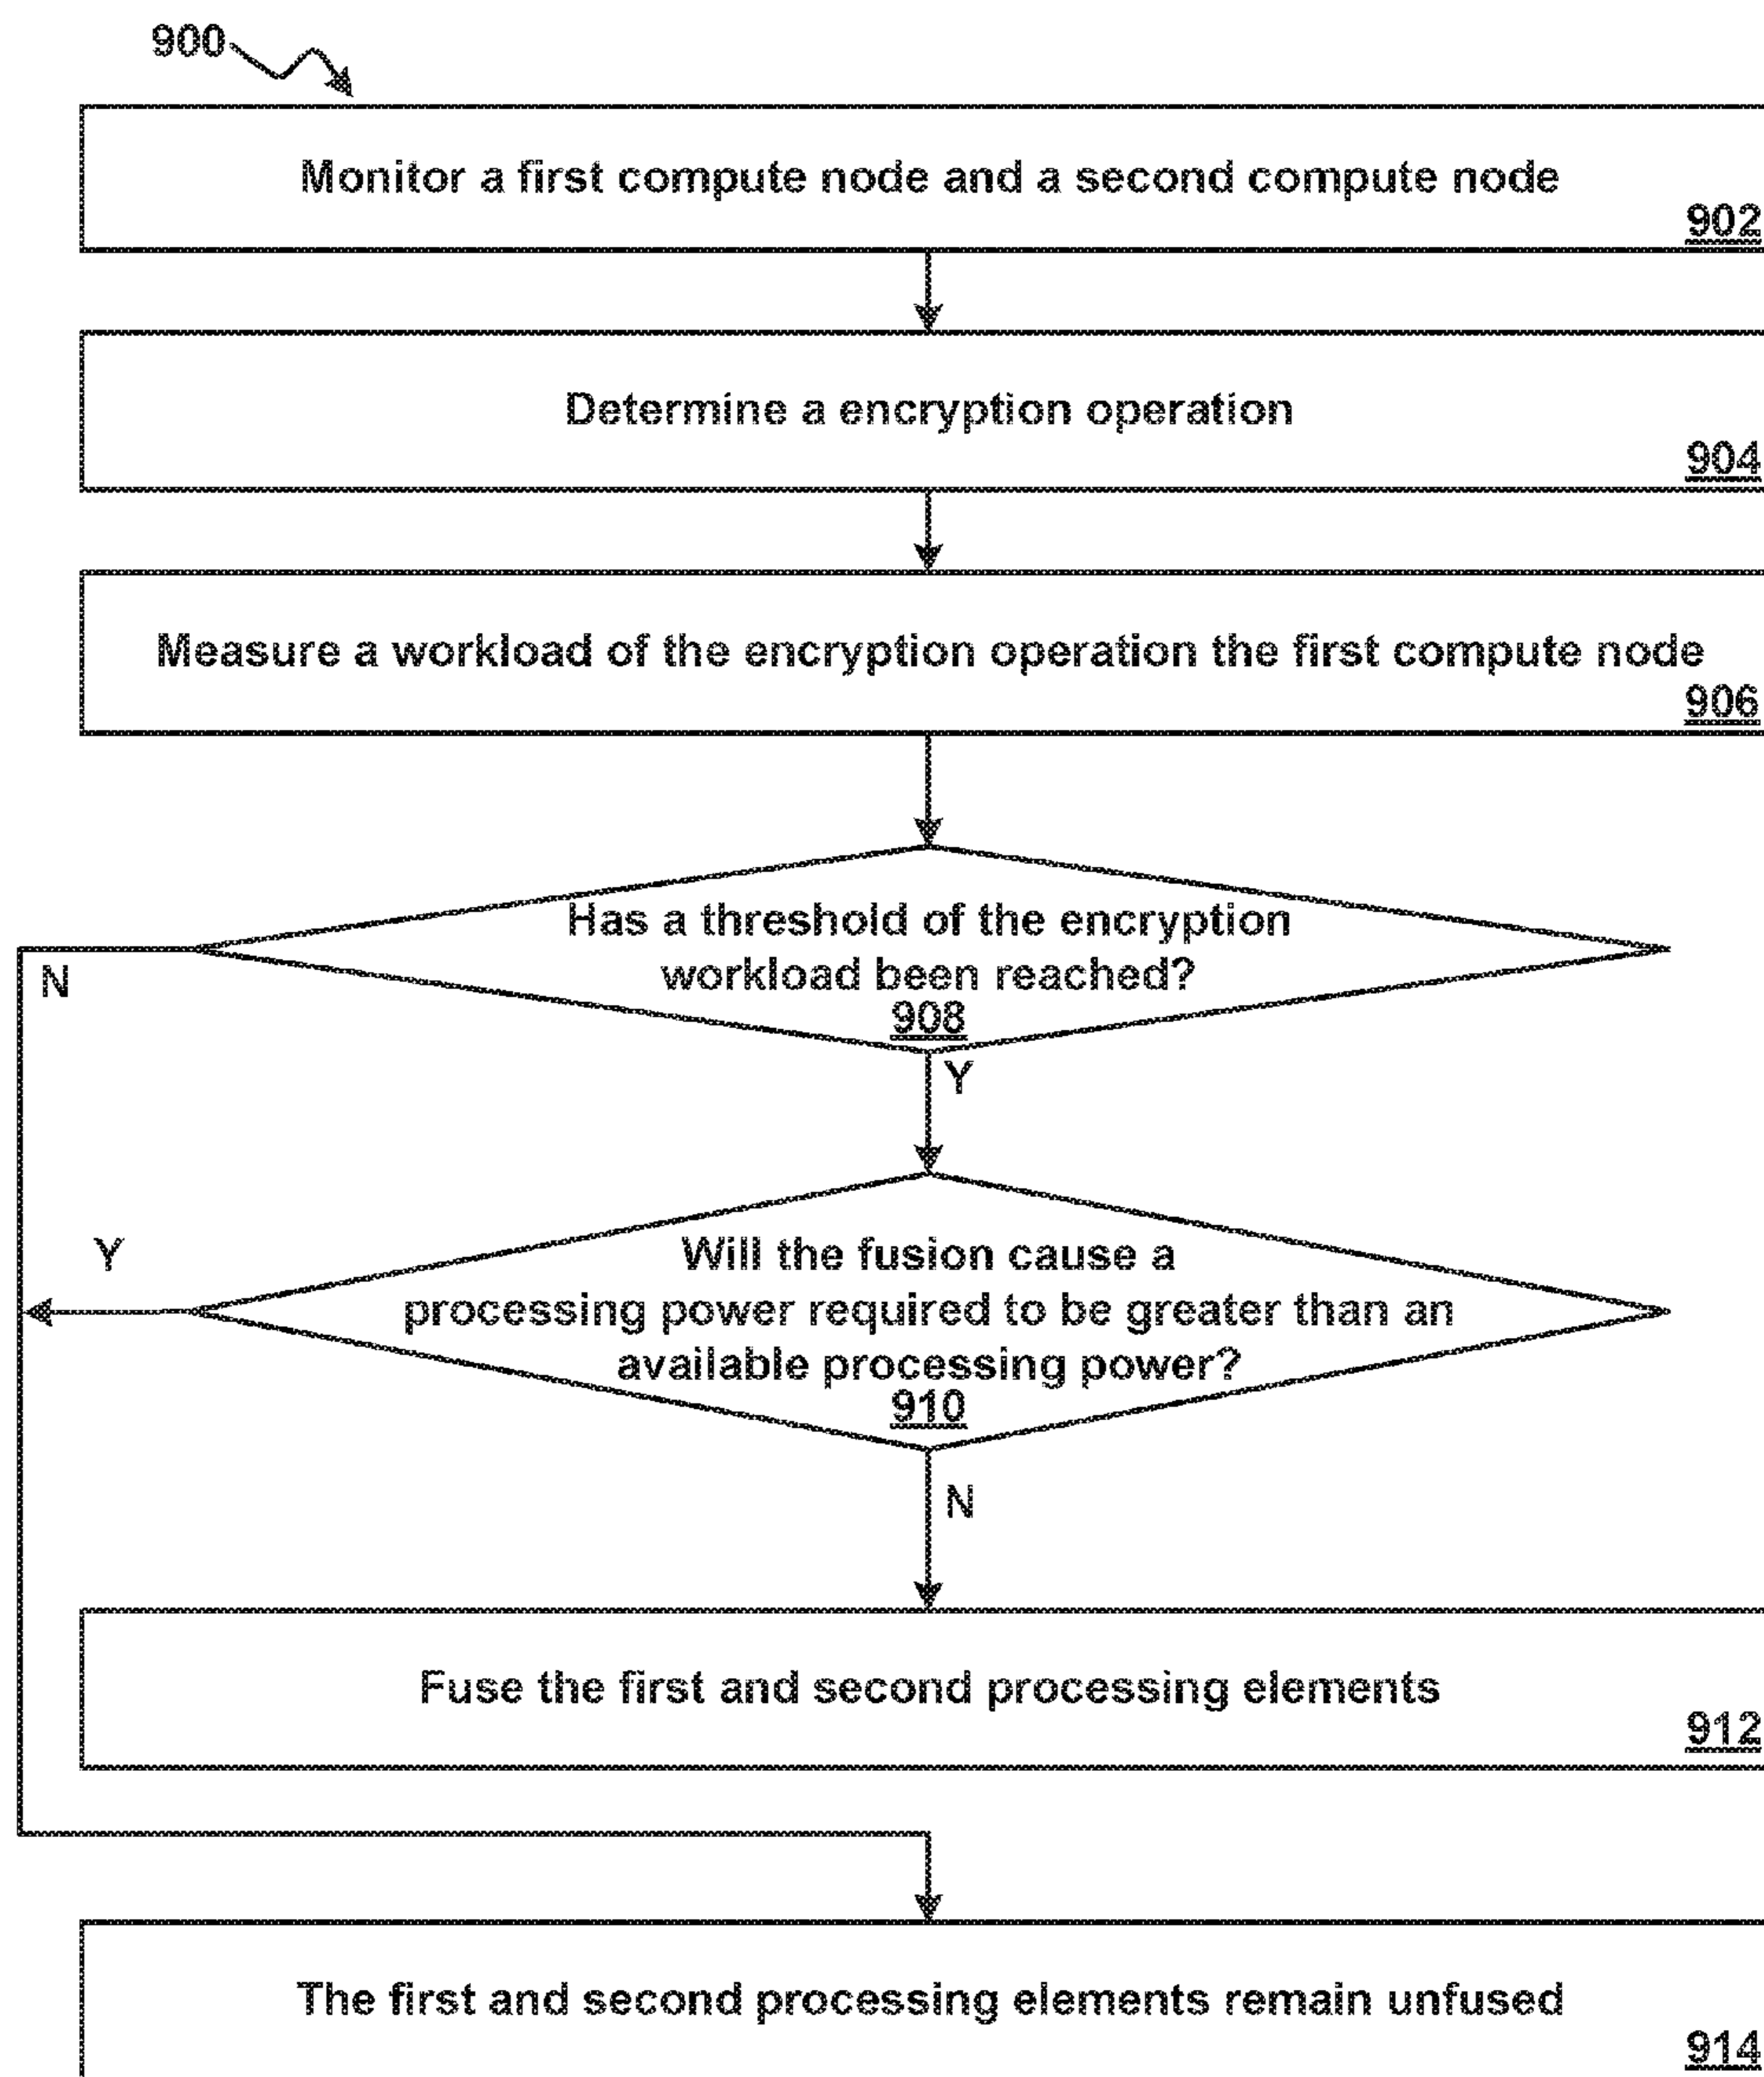 900
Monitor a first compute node and a second compute node
902
Determine a encryption operation
904
Measure a workload of the encryption operation the first compute node
906
Has a threshold of the encryption
workload been reached?
908
N
Y
Will the fusion cause a
processing power required to be greater than an
available processing power?
910
Y
N
Fuse the first and second processing elements
912
The first and second processing elements remain unfused
914